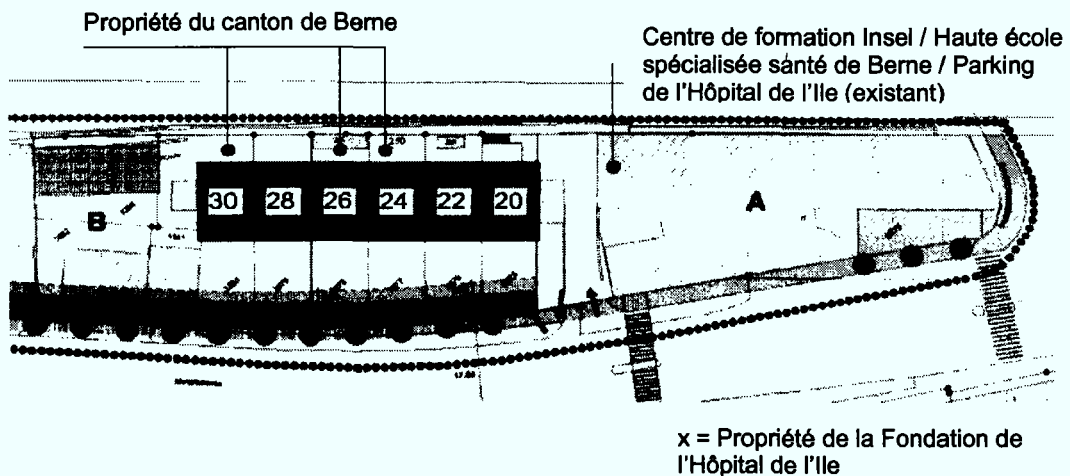 Propriété du canton de Berne
Centre de formation Insel / Haute école
spécialisée santé de Berne / Parking
de l'Hôpital de l'Ile (existant)
30 28 26 24 22 20
B
A
x = Propriété de la Fondation de
l'Hôpital de l'Ile